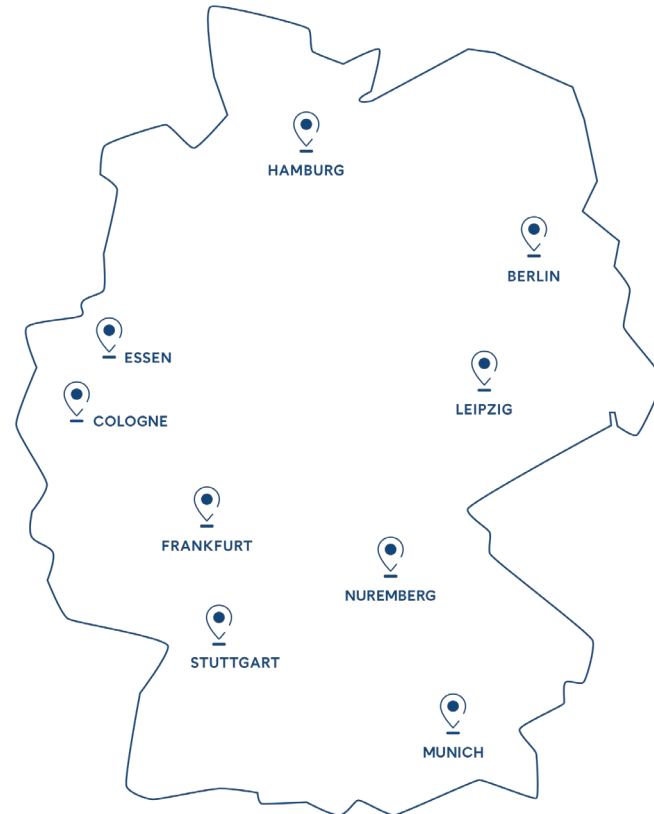 HAMBURG
BERLIN
ESSEN
LEIPZIG
COLOGNE
FRANKFURT
NUREMBERG
STUTTGART
MUNICH